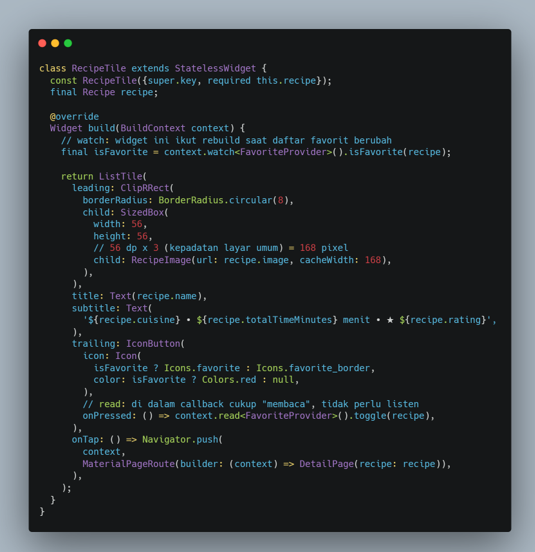 class RecipeTile extends StatelessWidget {
  const RecipeTile({super.key, required this.recipe});
  final Recipe recipe;

  @override
  Widget build(BuildContext context) {
    // watch: widget ini ikut rebuild saat daftar favorit berubah
    final isFavorite = context.watch<FavoriteProvider>().isFavorite(recipe);

    return ListTile(
      leading: ClipRRect(
        borderRadius: BorderRadius.circular(8),
        child: SizedBox(
          width: 56,
          height: 56,
          // 56 dp x 3 (kepadatan layar umum) = 168 pixel
          child: RecipeImage(url: recipe.image, cacheWidth: 168),
        ),
      ),
      title: Text(recipe.name),
      subtitle: Text(
        '${recipe.cuisine} • ${recipe.totalTimeMinutes} menit • ★ ${recipe.rating}',
      ),
      trailing: IconButton(
        icon: Icon(
          isFavorite ? Icons.favorite : Icons.favorite_border,
          color: isFavorite ? Colors.red : null,
        ),
        // read: di dalam callback cukup "membaca", tidak perlu listen
        onPressed: () => context.read<FavoriteProvider>().toggle(recipe),
      ),
      onTap: () => Navigator.push(
        context,
        MaterialPageRoute(builder: (context) => DetailPage(recipe: recipe)),
      ),
    );
  }
}